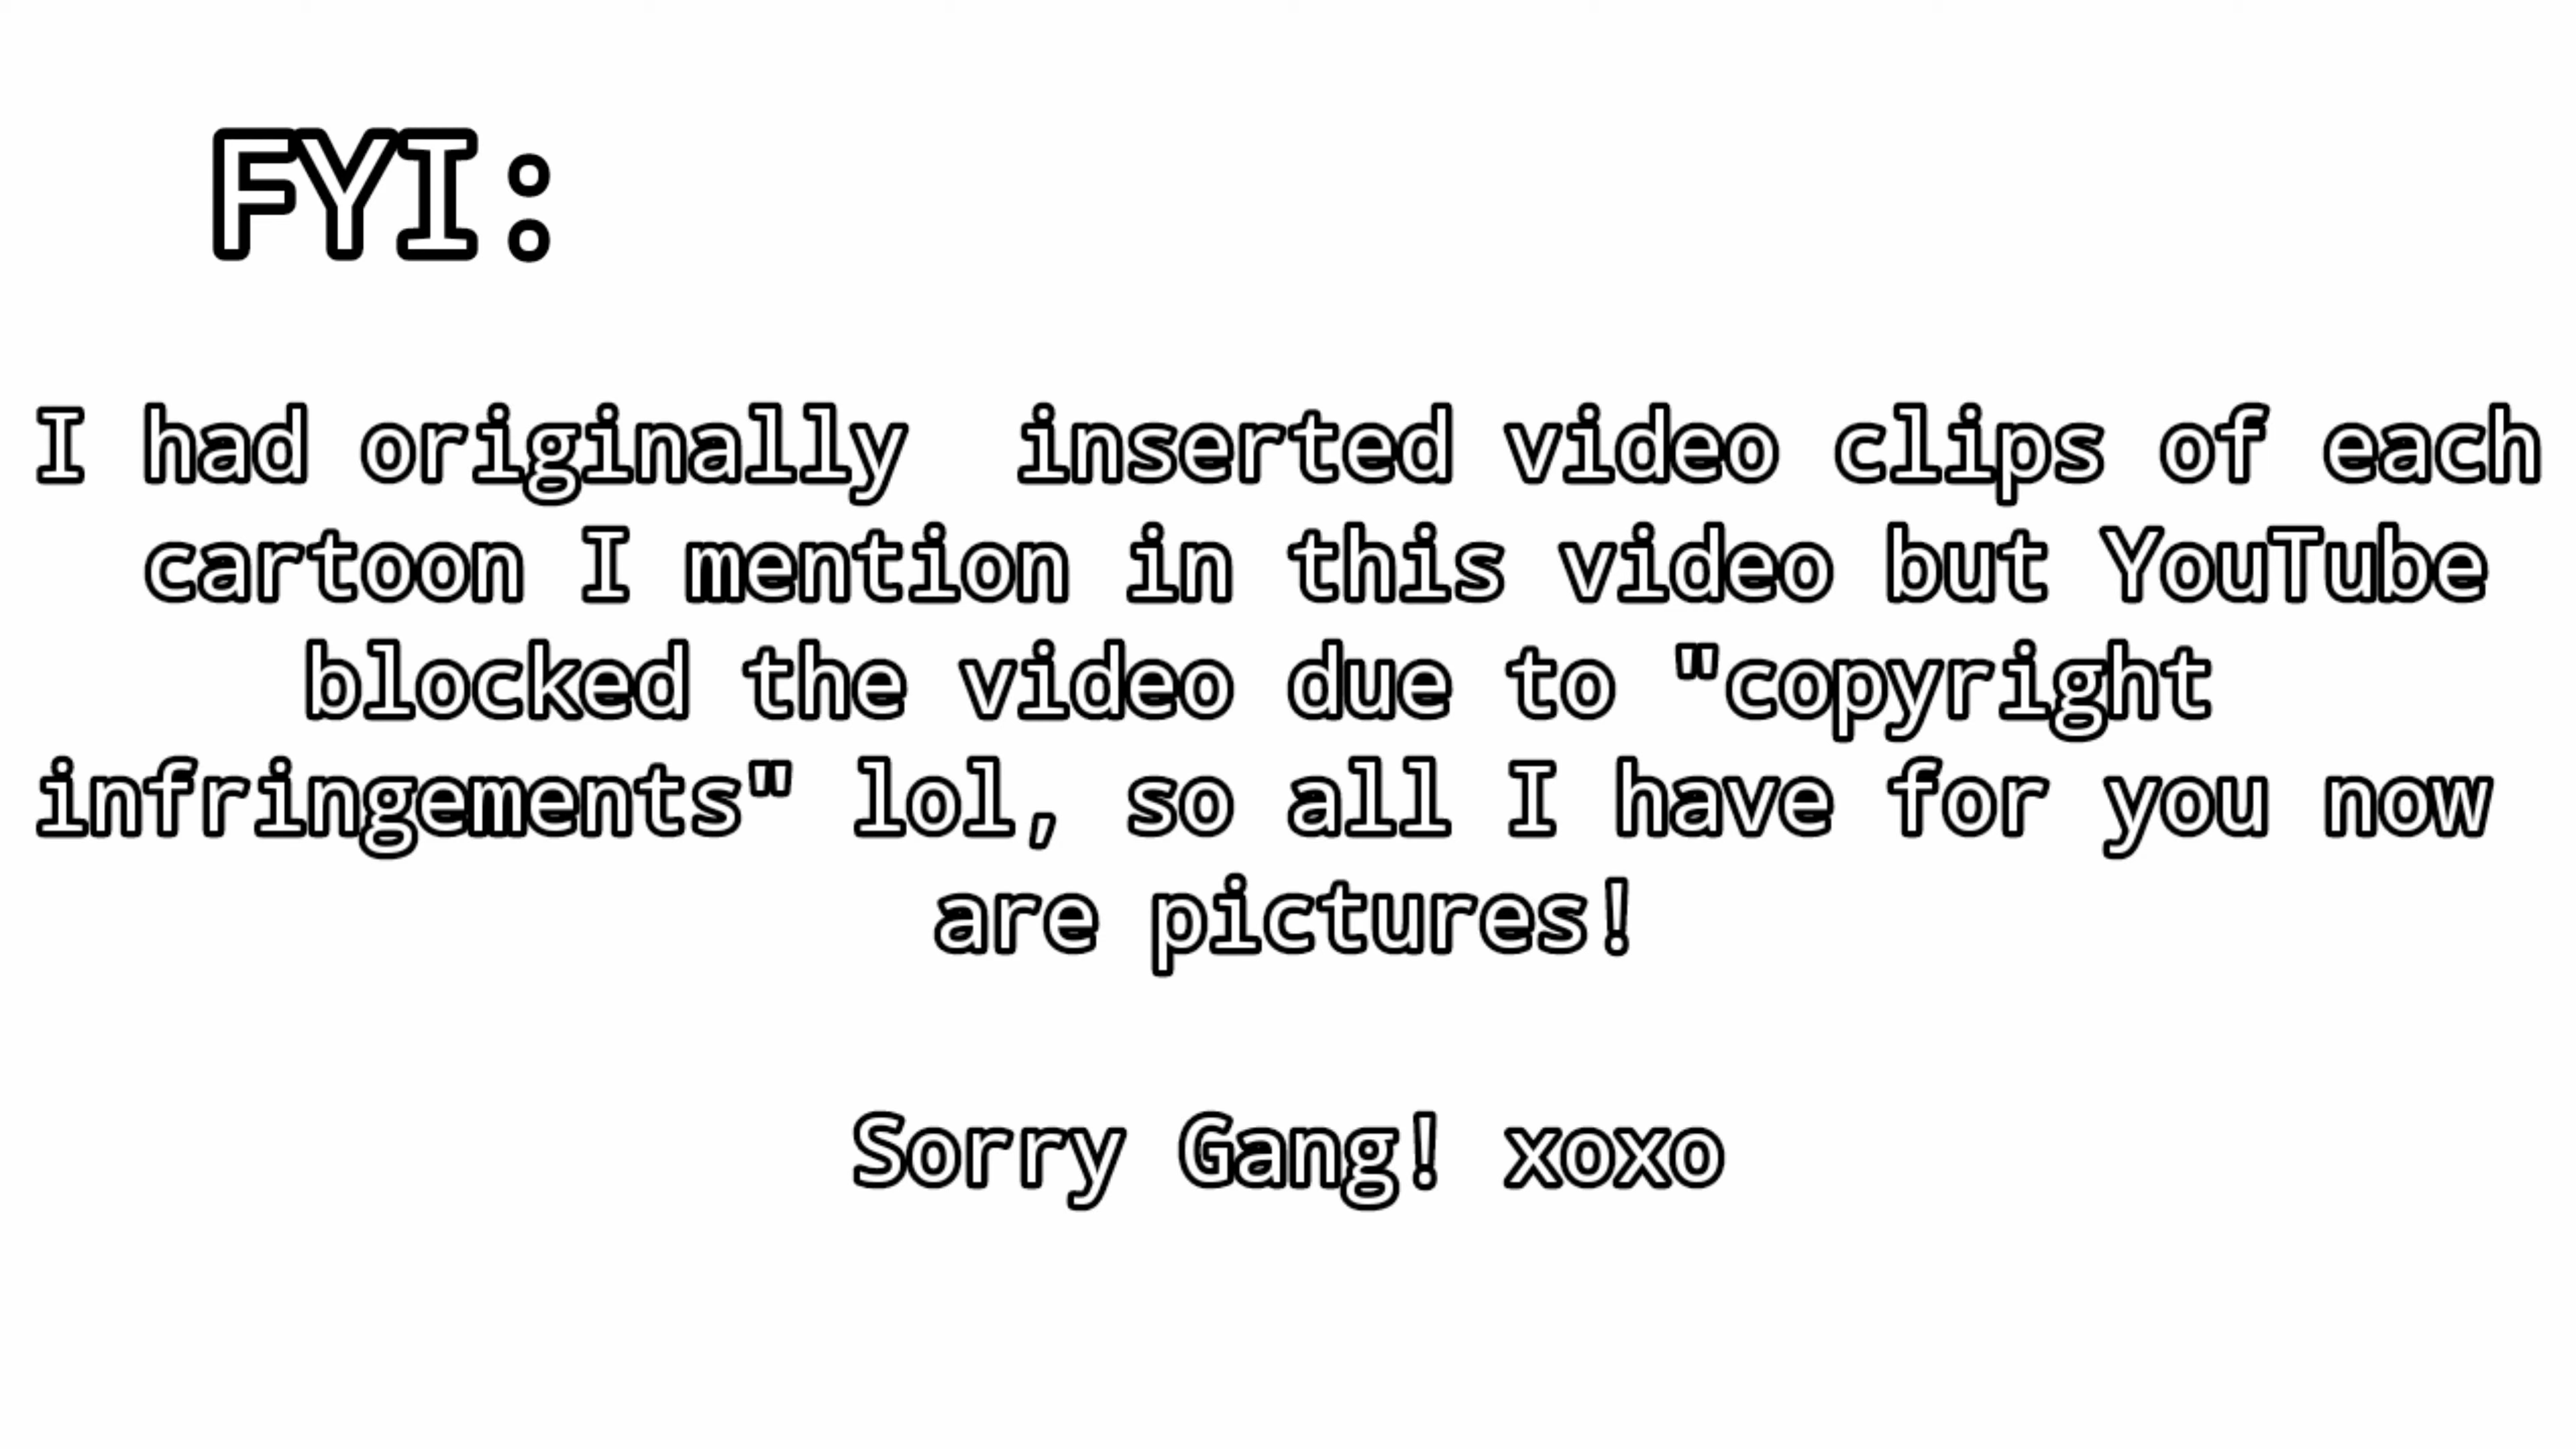 FYI:
I had originally  inserted video clips of each
cartoon I mention in this video but YouTube
blocked the video due to "copyright
infringements" lol, so all I have for you now
are pictures!
Sorry Gang! xoxo